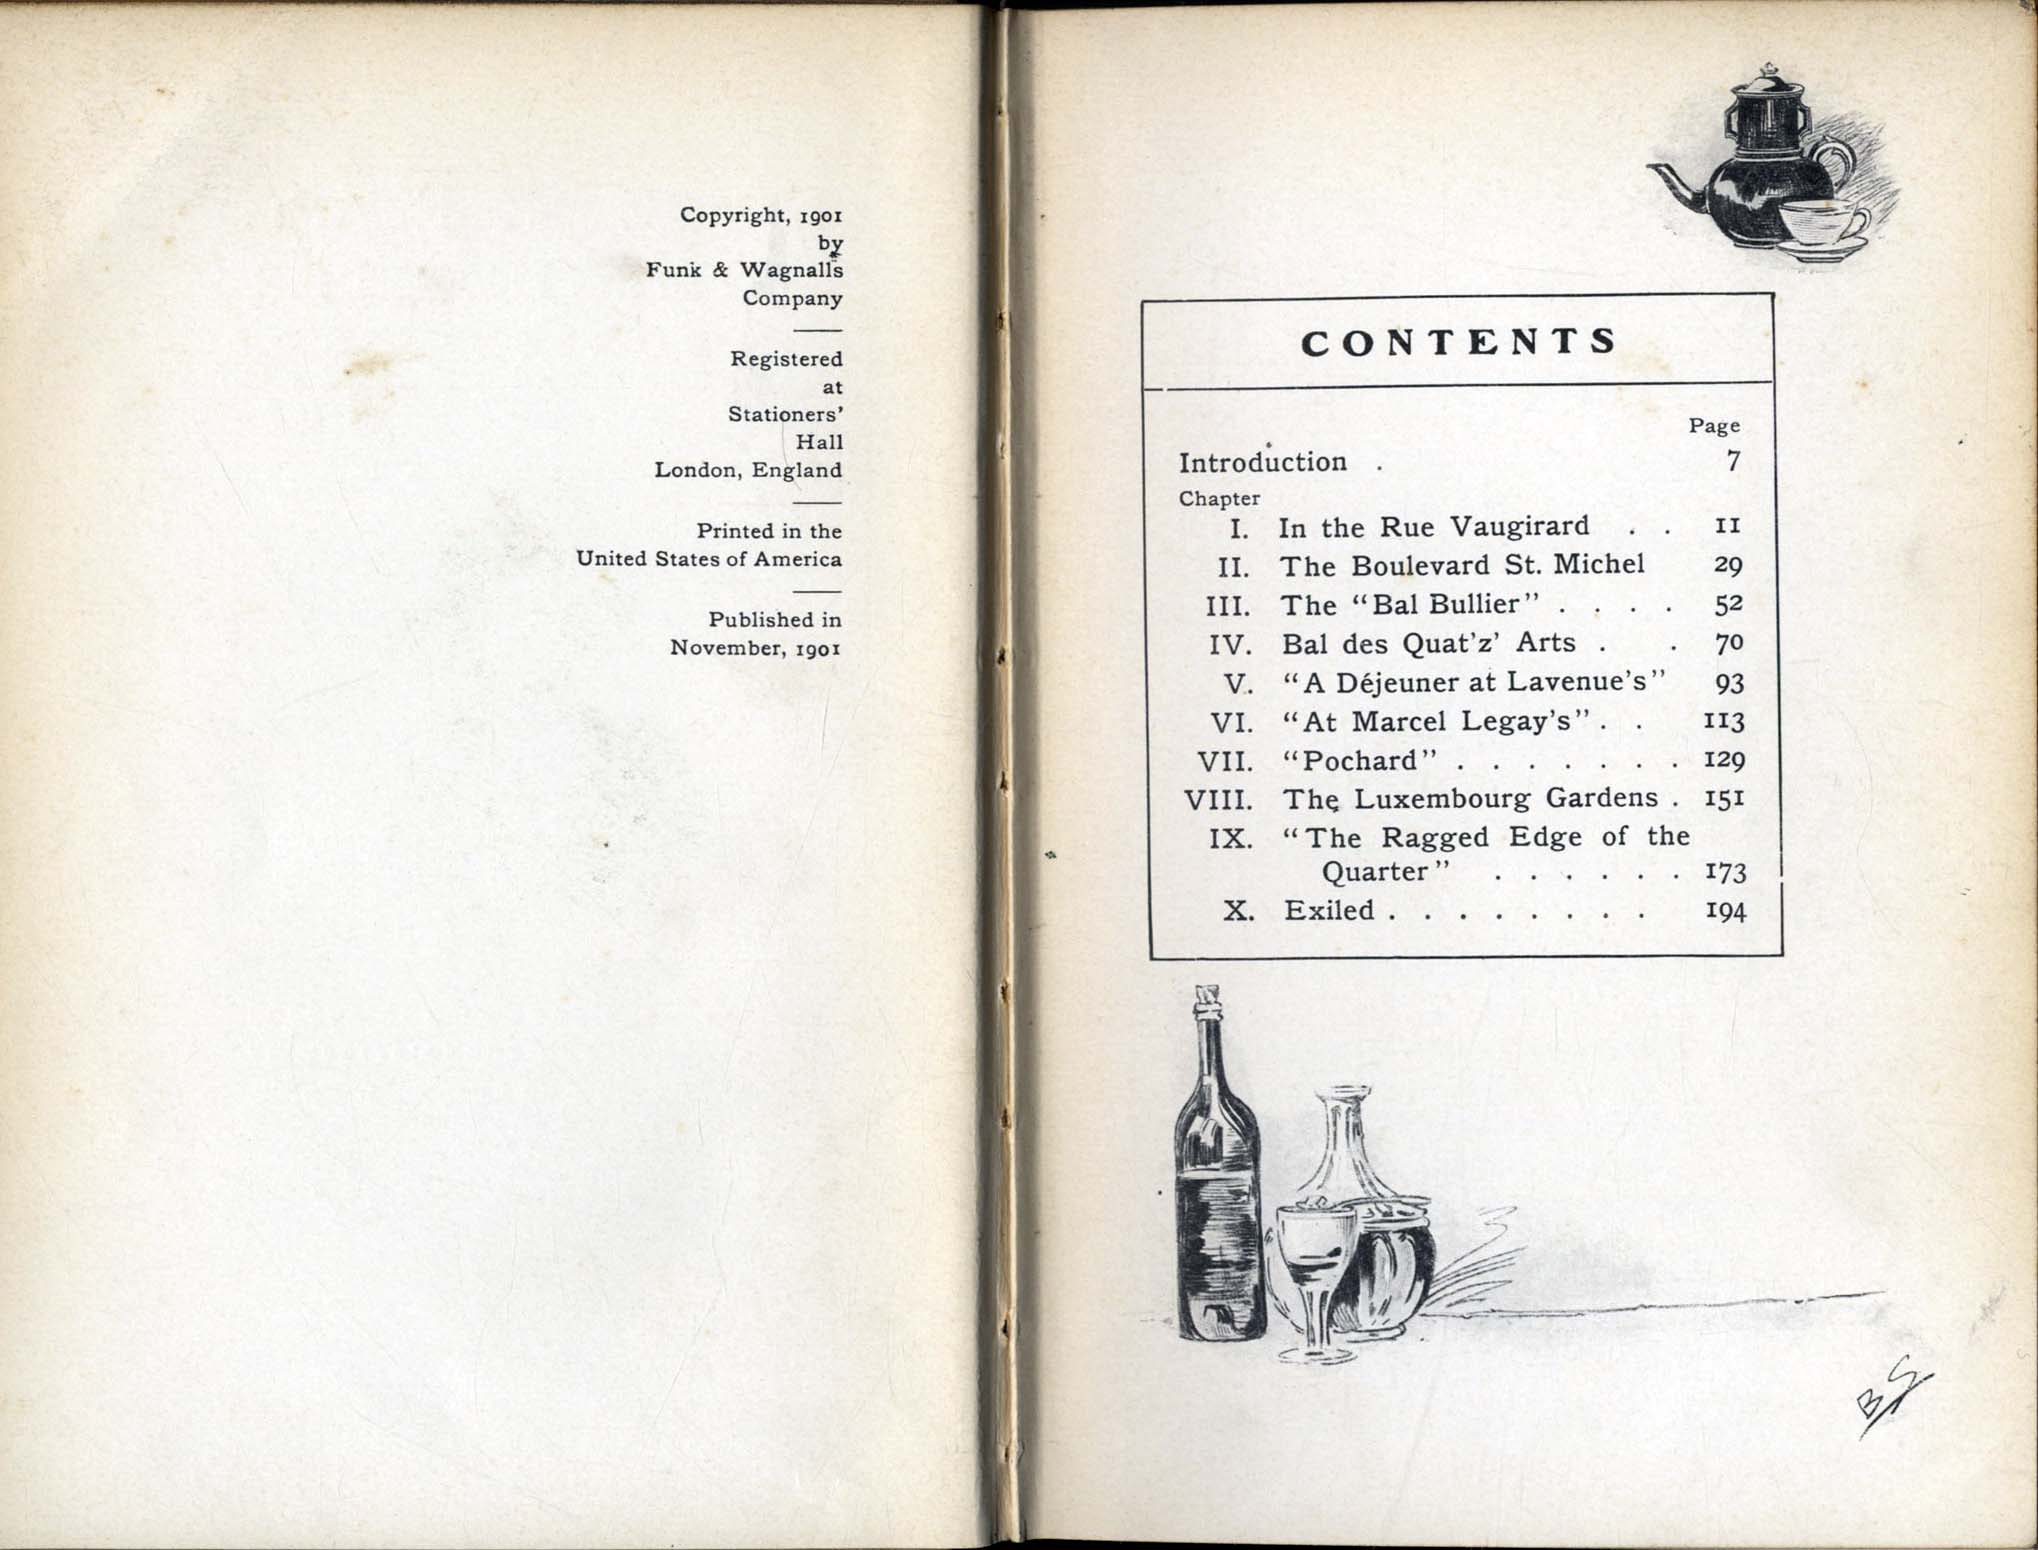 Copyright, 1901
by
Funk & Wagnalls
Company
Registered
at
Stationers'
Hall
London, England
Printed in the
United States of America
Published in
November, 1901
CONTENTS
Page
Introduction . 7
Chapter
I. In the Rue Vaugirard . . 11
II. The Boulevard St. Michel 29
III. The "Bal Bullier" . . . . 52
IV. Bal des Quat'z' Arts . . 70
V. "A Déjeuner at Lavenue's" 93
VI. "At Marcel Legay's" . . 113
VII. "Pochard" . . . . . . . 129
VIII. The Luxembourg Gardens . 151
IX. "The Ragged Edge of the
Quarter" . . . . . . 173
X. Exiled . . . . . . . . 194
BS